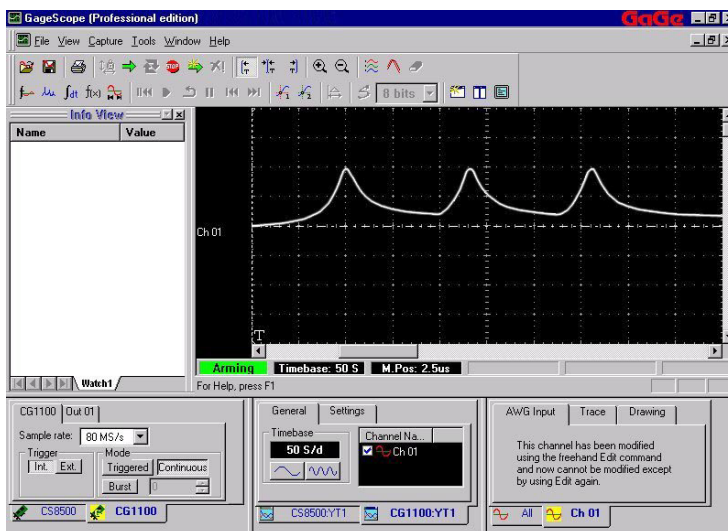 GageScope (Professional edition)
GaGe
File View Capture Tools Window Help
8 bits
Info View
Name Value
Ch 01
T
Arming Timebase: 50 S M.Pos: 2.5us
Watch1
For Help, press F1
CG1100 Out 01
Sample rate: 80 MS/s
Trigger
Int. Ext.
Mode
Triggered Continuous
Burst 0
CS8500 CG1100
General Settings
Timebase
50 S/d
Channel Na...
Ch 01
CS8500:YT1 CG1100:YT1
AWG Input Trace Drawing
This channel has been modified
using the freehand Edit command
and now cannot be modified except
by using Edit again.
All Ch 01